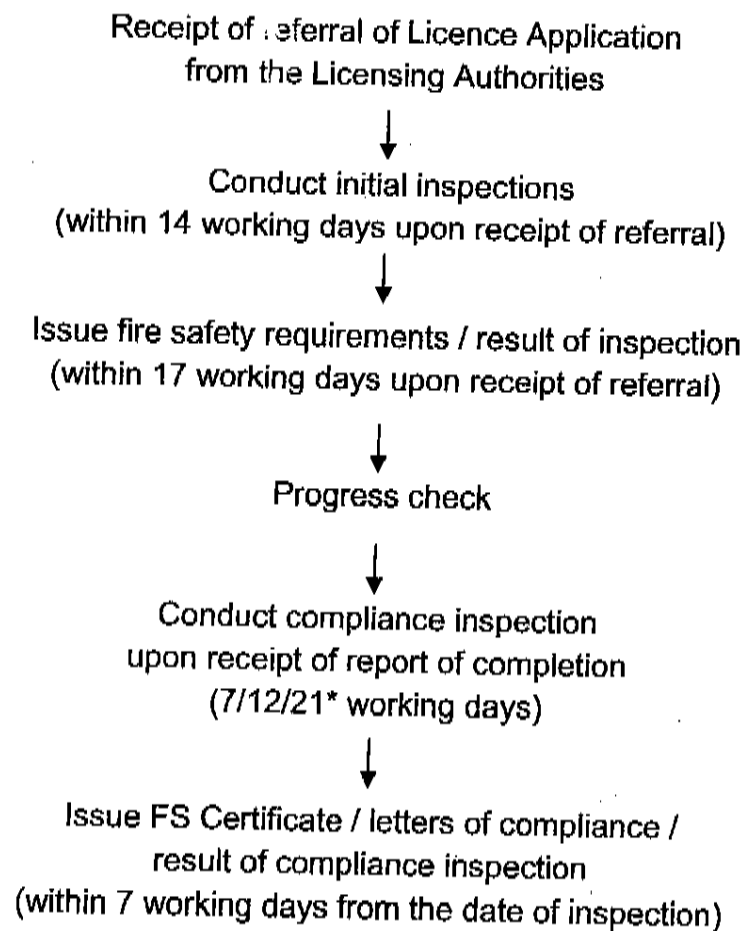 Receipt of referral of Licence Application
from the Licensing Authorities
Conduct initial inspections
(within 14 working days upon receipt of referral)
Issue fire safety requirements / result of inspection
(within 17 working days upon receipt of referral)
Progress check
Conduct compliance inspection
upon receipt of report of completion
(7/12/21* working days)
Issue FS Certificate / letters of compliance /
result of compliance inspection
(within 7 working days from the date of inspection)